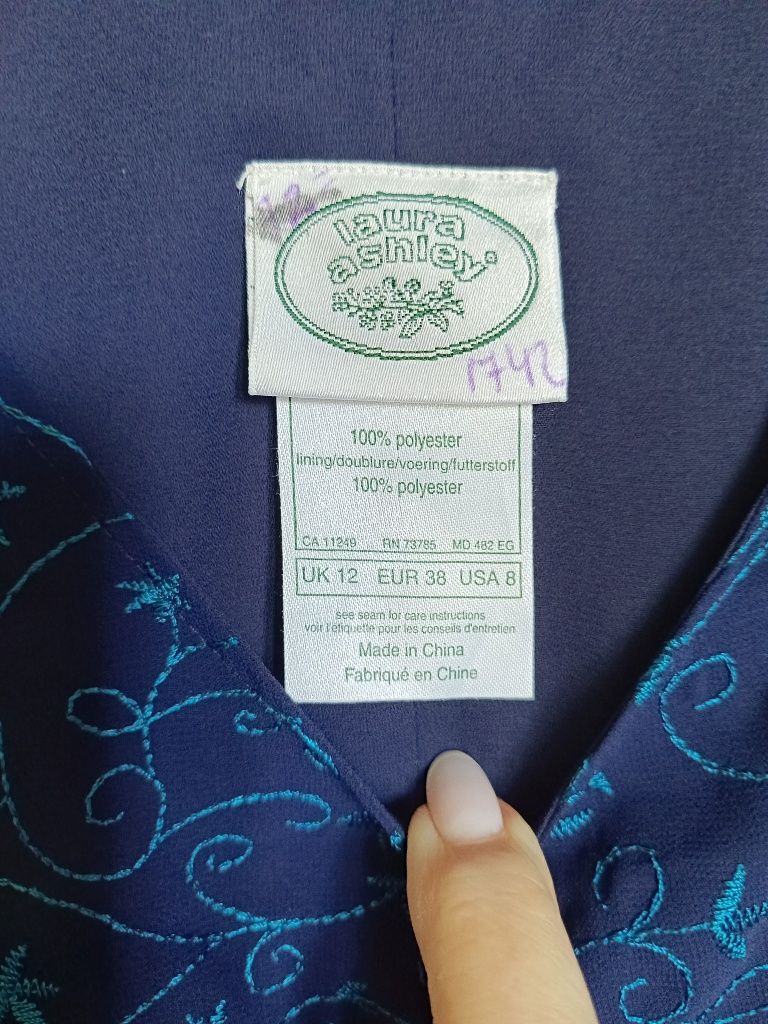 laura
ashley®
1742
100% polyester
lining/doublure/voering/futterstoff
100% polyester
CA 11249 RN 73785 MD 482 EG
UK 12 EUR 38 USA 8
see seam for care instructions
voir l'etiquette pour les conseils d'entretien
Made in China
Fabriqué en Chine